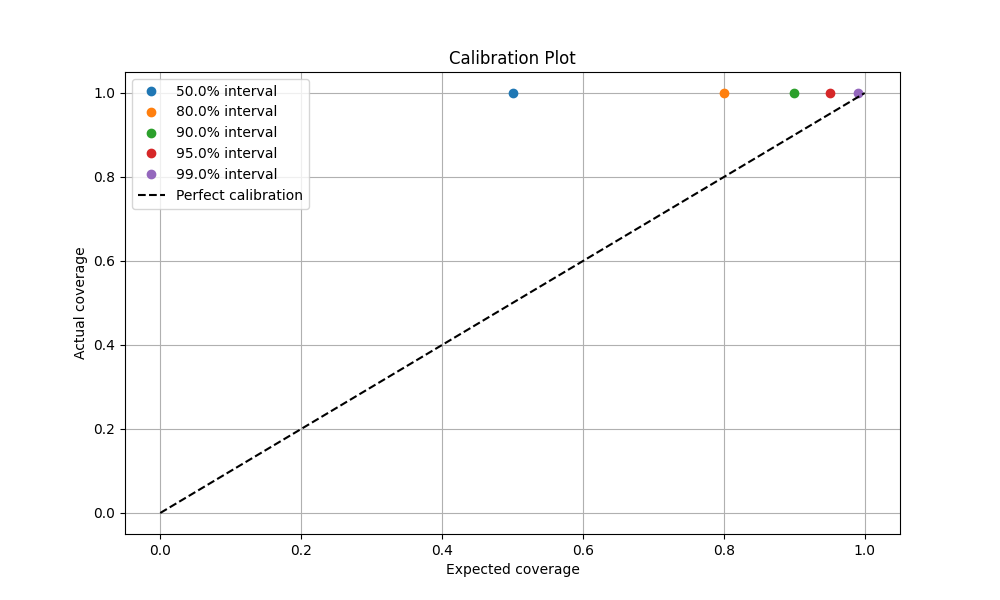 Calibration Plot
50.0% interval
80.0% interval
90.0% interval
95.0% interval
99.0% interval
Perfect calibration
Actual coverage
1.0
0.8
0.6
0.4
0.2
0.0
0.0 0.2 0.4 0.6 0.8 1.0
Expected coverage